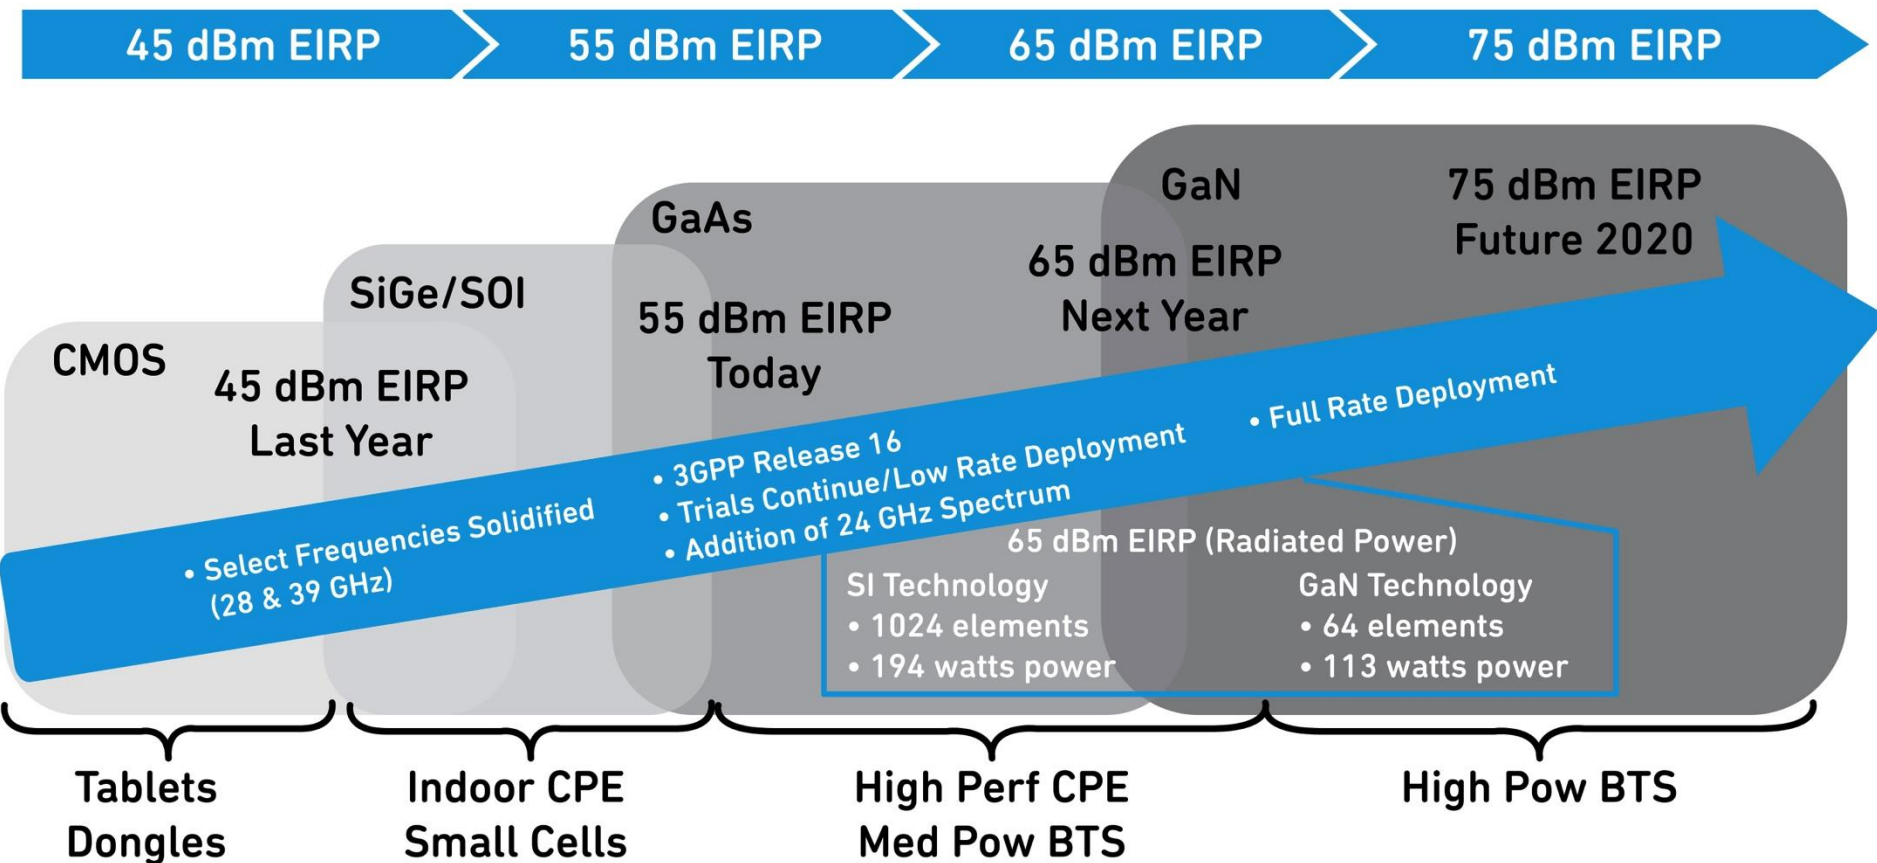 45 dBm EIRP
55 dBm EIRP
65 dBm EIRP
75 dBm EIRP
CMOS
45 dBm EIRP
Last Year
SiGe/SOI
GaAs
55 dBm EIRP
Today
GaN
65 dBm EIRP
Next Year
75 dBm EIRP
Future 2020
• Select Frequencies Solidified
(28 & 39 GHz)
• 3GPP Release 16
• Trials Continue/Low Rate Deployment
• Addition of 24 GHz Spectrum
• Full Rate Deployment
65 dBm EIRP (Radiated Power)
SI Technology
• 1024 elements
• 194 watts power
GaN Technology
• 64 elements
• 113 watts power
Tablets
Dongles
Indoor CPE
Small Cells
High Perf CPE
Med Pow BTS
High Pow BTS